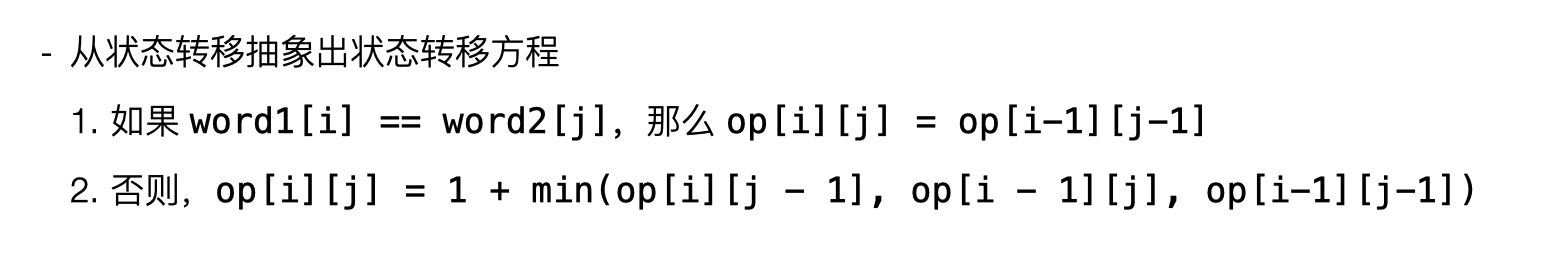 - 从状态转移抽象出状态转移方程
1. 如果 word1[i] == word2[j]，那么 op[i][j] = op[i-1][j-1]
2. 否则，op[i][j] = 1 + min(op[i][j - 1], op[i - 1][j], op[i-1][j-1])